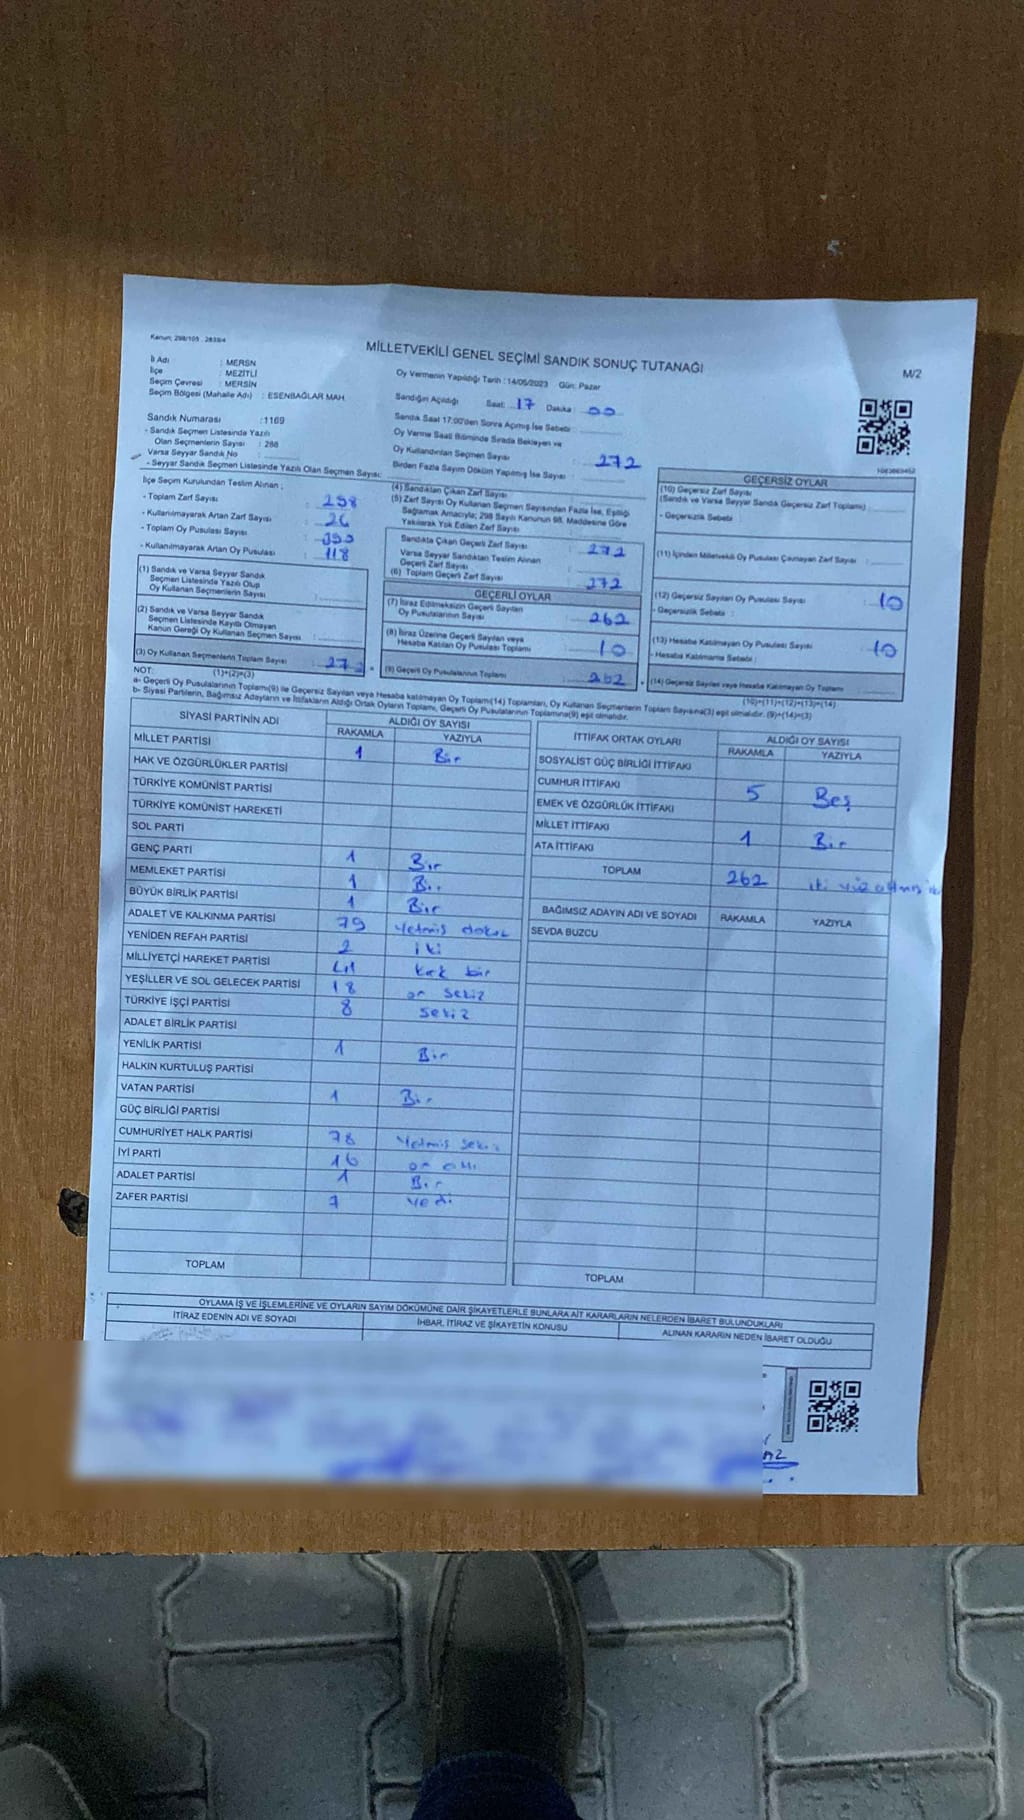 Kanun; 298/105 . 2839/4
MİLLETVEKİLİ GENEL SEÇİMİ SANDIK SONUÇ TUTANAĞI
M/2
İl Adı : MERSİN
İlçe : MEZİTLİ
Seçim Çevresi : MERSİN
Seçim Bölgesi (Mahalle Adı) : ESENBAĞLAR MAH.
Oy Vermenin Yapıldığı Tarih : 14/05/2023 Gün: Pazar
Sandığın Açıldığı Saat: 17 Dakika : 00
Sandık Saat 17:00'den Sonra Açılmış İse Sebebi :
Oy Verme Saati Bitiminde Sırada Bekleyen ve
Oy Kullandırılan Seçmen Sayısı : 272
Birden Fazla Sayım Döküm Yapılmış İse Sayısı :
Sandık Numarası :1169
- Sandık Seçmen Listesinde Yazılı
Olan Seçmenlerin Sayısı : 288
Varsa Seyyar Sandık No :
- Seyyar Sandık Seçmen Listesinde Yazılı Olan Seçmen Sayısı:
İlçe Seçim Kurulundan Teslim Alınan ;
- Toplam Zarf Sayısı : 298
- Kullanılmayarak Artan Zarf Sayısı : 26
- Toplam Oy Pusulası Sayısı :
- Kullanılmayarak Artan Oy Pusulası : 118
(1) Sandık ve Varsa Seyyar Sandık
Seçmen Listesinde Yazılı Olup
Oy Kullanan Seçmenlerin Sayısı :
(2) Sandık ve Varsa Seyyar Sandık
Seçmen Listesinde Kayıtlı Olmayan
Kanun Gereği Oy Kullanan Seçmen Sayısı :
(3) Oy Kullanan Seçmenlerin Toplam Sayısı : 272
(1)+(2)=(3)
(4) Sandıktan Çıkan Zarf Sayısı :
(5) Zarf Sayısı Oy Kullanan Seçmen Sayısından Fazla İse, Eşitliği
Sağlamak Amacıyla; 298 Sayılı Kanunun 98. Maddesine Göre
Yakılarak Yok Edilen Zarf Sayısı :
Sandıkta Çıkan Geçerli Zarf Sayısı : 272
Varsa Seyyar Sandıktan Teslim Alınan
Geçerli Zarf Sayısı :
(6) Toplam Geçerli Zarf Sayısı : 272
GEÇERLİ OYLAR
(7) İtiraz Edilmeksizin Geçerli Sayılan
Oy Pusulalarının Sayısı : 262
(8) İtiraz Üzerine Geçerli Sayılan veya
Hesaba Katılan Oy Pusulası Toplamı : 10
(9) Geçerli Oy Pusulalarının Toplamı : 262
GEÇERSİZ OYLAR
(10) Geçersiz Zarf Sayısı
(Sandık ve Varsa Seyyar Sandık Geçersiz Zarf Toplamı) :
- Geçersizlik Sebebi :
(11) İçinden Milletvekili Oy Pusulası Çıkmayan Zarf Sayısı :
(12) Geçersiz Sayılan Oy Pusulası Sayısı : 10
- Geçersizlik Sebebi :
(13) Hesaba Katılmayan Oy Pusulası Sayısı : 10
- Hesaba Katılmama Sebebi :
(14) Geçersiz Sayılan veya Hesaba Katılmayan Oy Toplamı :
(10)+(11)+(12)+(13)=(14)
NOT:
a- Geçerli Oy Pusulalarının Toplamı(9) ile Geçersiz Sayılan veya Hesaba katılmayan Oy Toplam(14) Toplamları, Oy Kullanan Seçmenlerin Toplam Sayısına(3) eşit olmalıdır. (9)+(14)=(3)
b- Siyasi Partilerin, Bağımsız Adayların ve İttifakların Aldığı Ortak Oyların Toplamı, Geçerli Oy Pusulalarının Toplamına(9) eşit olmalıdır.
SİYASİ PARTİNİN ADI ALDIĞI OY SAYISI
RAKAMLA YAZIYLA
MİLLET PARTİSİ 1 Bir
HAK VE ÖZGÜRLÜKLER PARTİSİ
TÜRKİYE KOMÜNİST PARTİSİ
TÜRKİYE KOMÜNİST HAREKETİ
SOL PARTİ
GENÇ PARTİ 1 Bir
MEMLEKET PARTİSİ 1 Bir
BÜYÜK BİRLİK PARTİSİ 1 Bir
ADALET VE KALKINMA PARTİSİ 79 Yetmiş dokuz
YENİDEN REFAH PARTİSİ 2 iki
MİLLİYETÇİ HAREKET PARTİSİ 41 kırk bir
YEŞİLLER VE SOL GELECEK PARTİSİ 18 on sekiz
TÜRKİYE İŞÇİ PARTİSİ 8 sekiz
ADALET BİRLİK PARTİSİ
YENİLİK PARTİSİ 1 Bir
HALKIN KURTULUŞ PARTİSİ
VATAN PARTİSİ 1 Bir
GÜÇ BİRLİĞİ PARTİSİ
CUMHURİYET HALK PARTİSİ 78 Yetmiş sekiz
İYİ PARTİ 16 on altı
ADALET PARTİSİ 1 Bir
ZAFER PARTİSİ 7 Yedi
TOPLAM
İTTİFAK ORTAK OYLARI ALDIĞI OY SAYISI
RAKAMLA YAZIYLA
SOSYALİST GÜÇ BİRLİĞİ İTTİFAKI
CUMHUR İTTİFAKI 5 Beş
EMEK VE ÖZGÜRLÜK İTTİFAKI
MİLLET İTTİFAKI 1 Bir
ATA İTTİFAKI
TOPLAM 262 iki yüz altmış iki
BAĞIMSIZ ADAYIN ADI VE SOYADI RAKAMLA YAZIYLA
SEVDA BUZCU
TOPLAM
OYLAMA İŞ VE İŞLEMLERİNE VE OYLARIN SAYIM DÖKÜMÜNE DAİR ŞİKAYETLERLE BUNLARA AİT KARARLARIN NELERDEN İBARET BULUNDUKLARI
İTİRAZ EDENİN ADI VE SOYADI İHBAR, İTİRAZ VE ŞİKAYETİN KONUSU ALINAN KARARIN NEDEN İBARET OLDUĞU